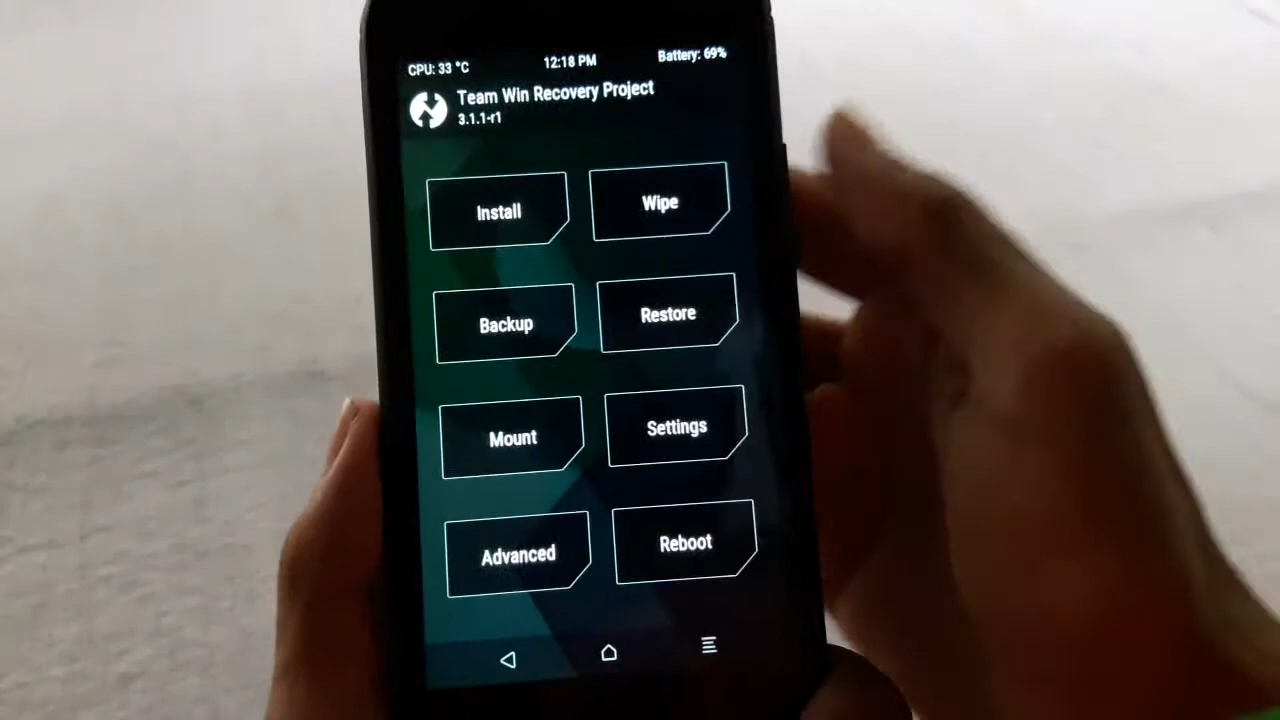 CPU: 33 °C 12:18 PM Battery: 69%
Team Win Recovery Project
3.1.1-r1
Install Wipe
Backup Restore
Mount Settings
Advanced Reboot